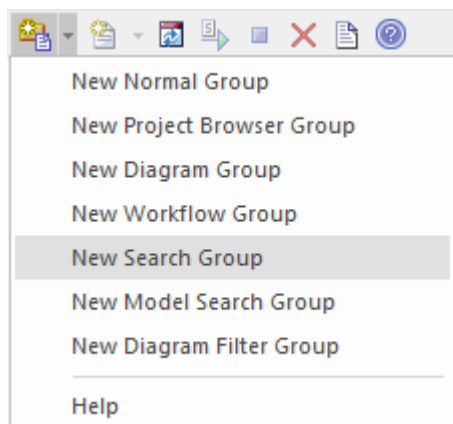 S
?
New Normal Group
New Project Browser Group
New Diagram Group
New Workflow Group
New Search Group
New Model Search Group
New Diagram Filter Group
Help